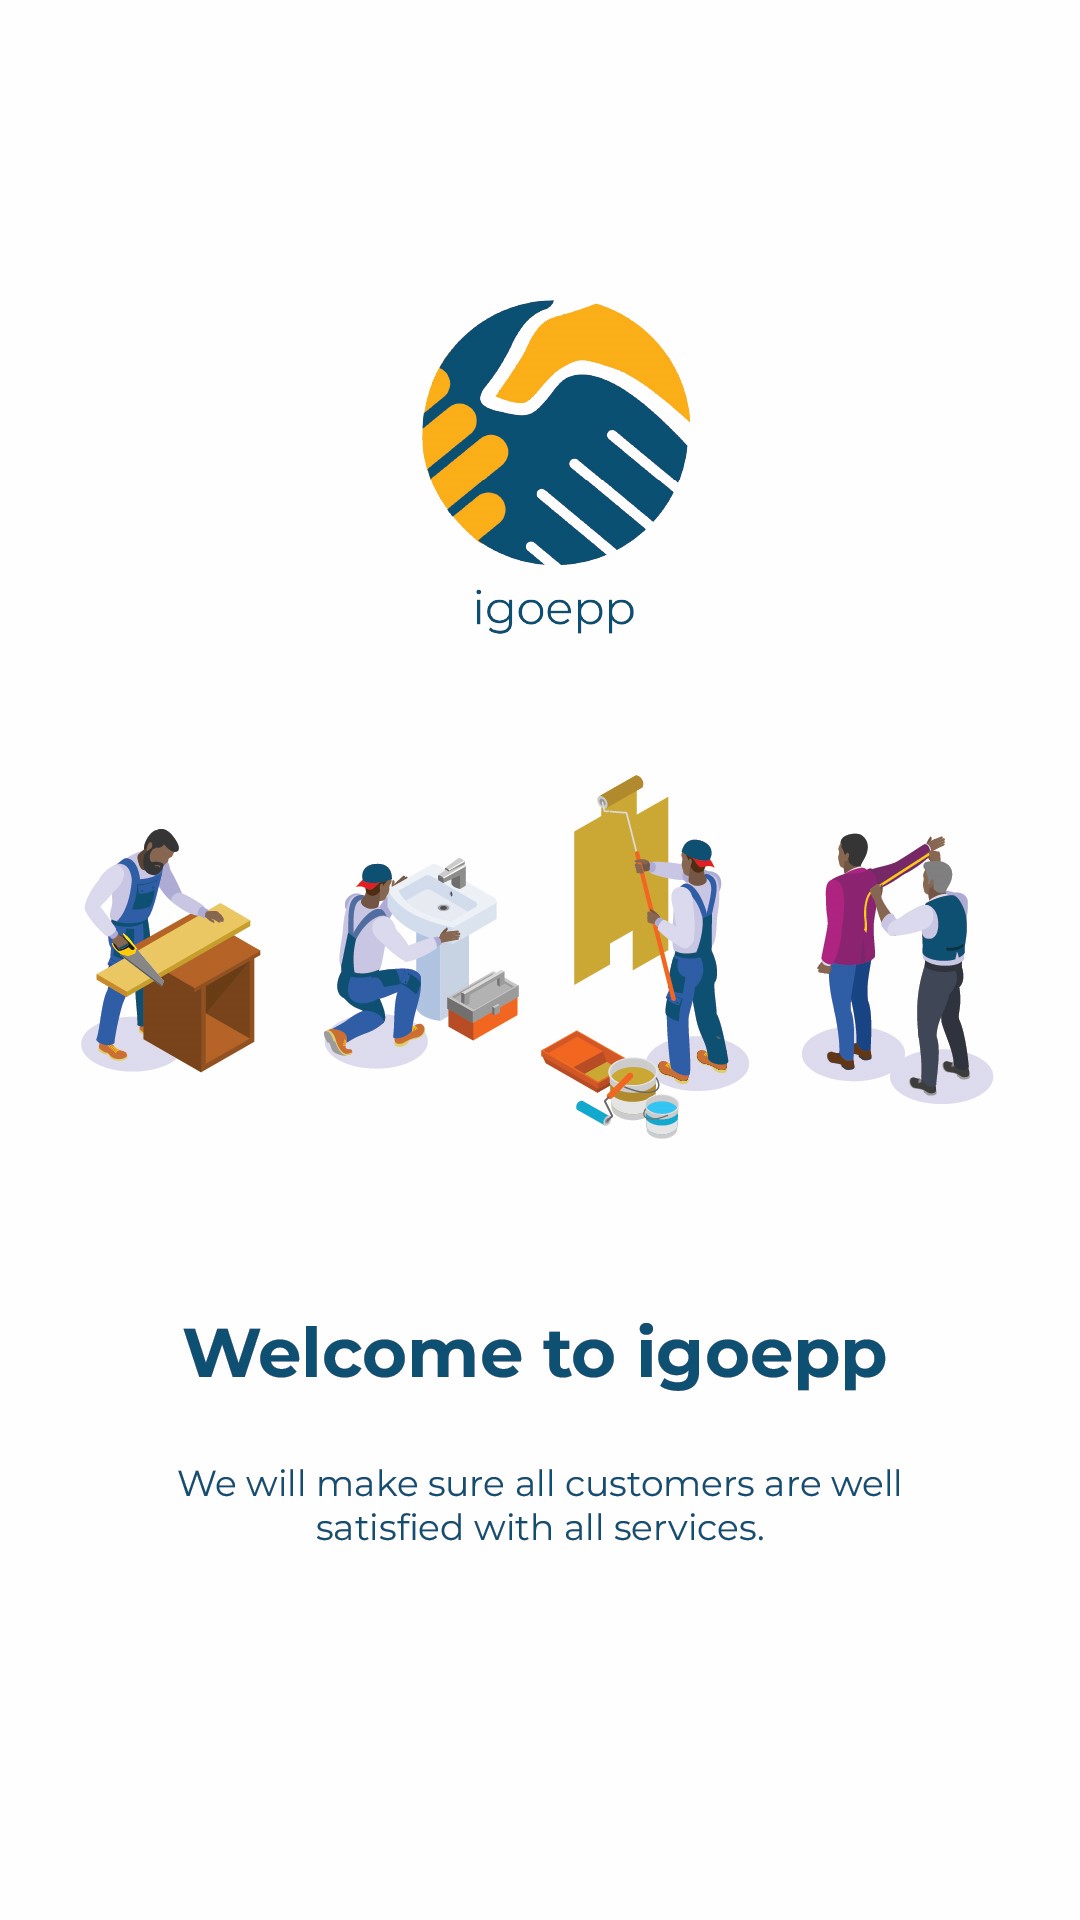 igoepp
Welcome to igoepp
We will make sure all customers are well
satisfied with all services.